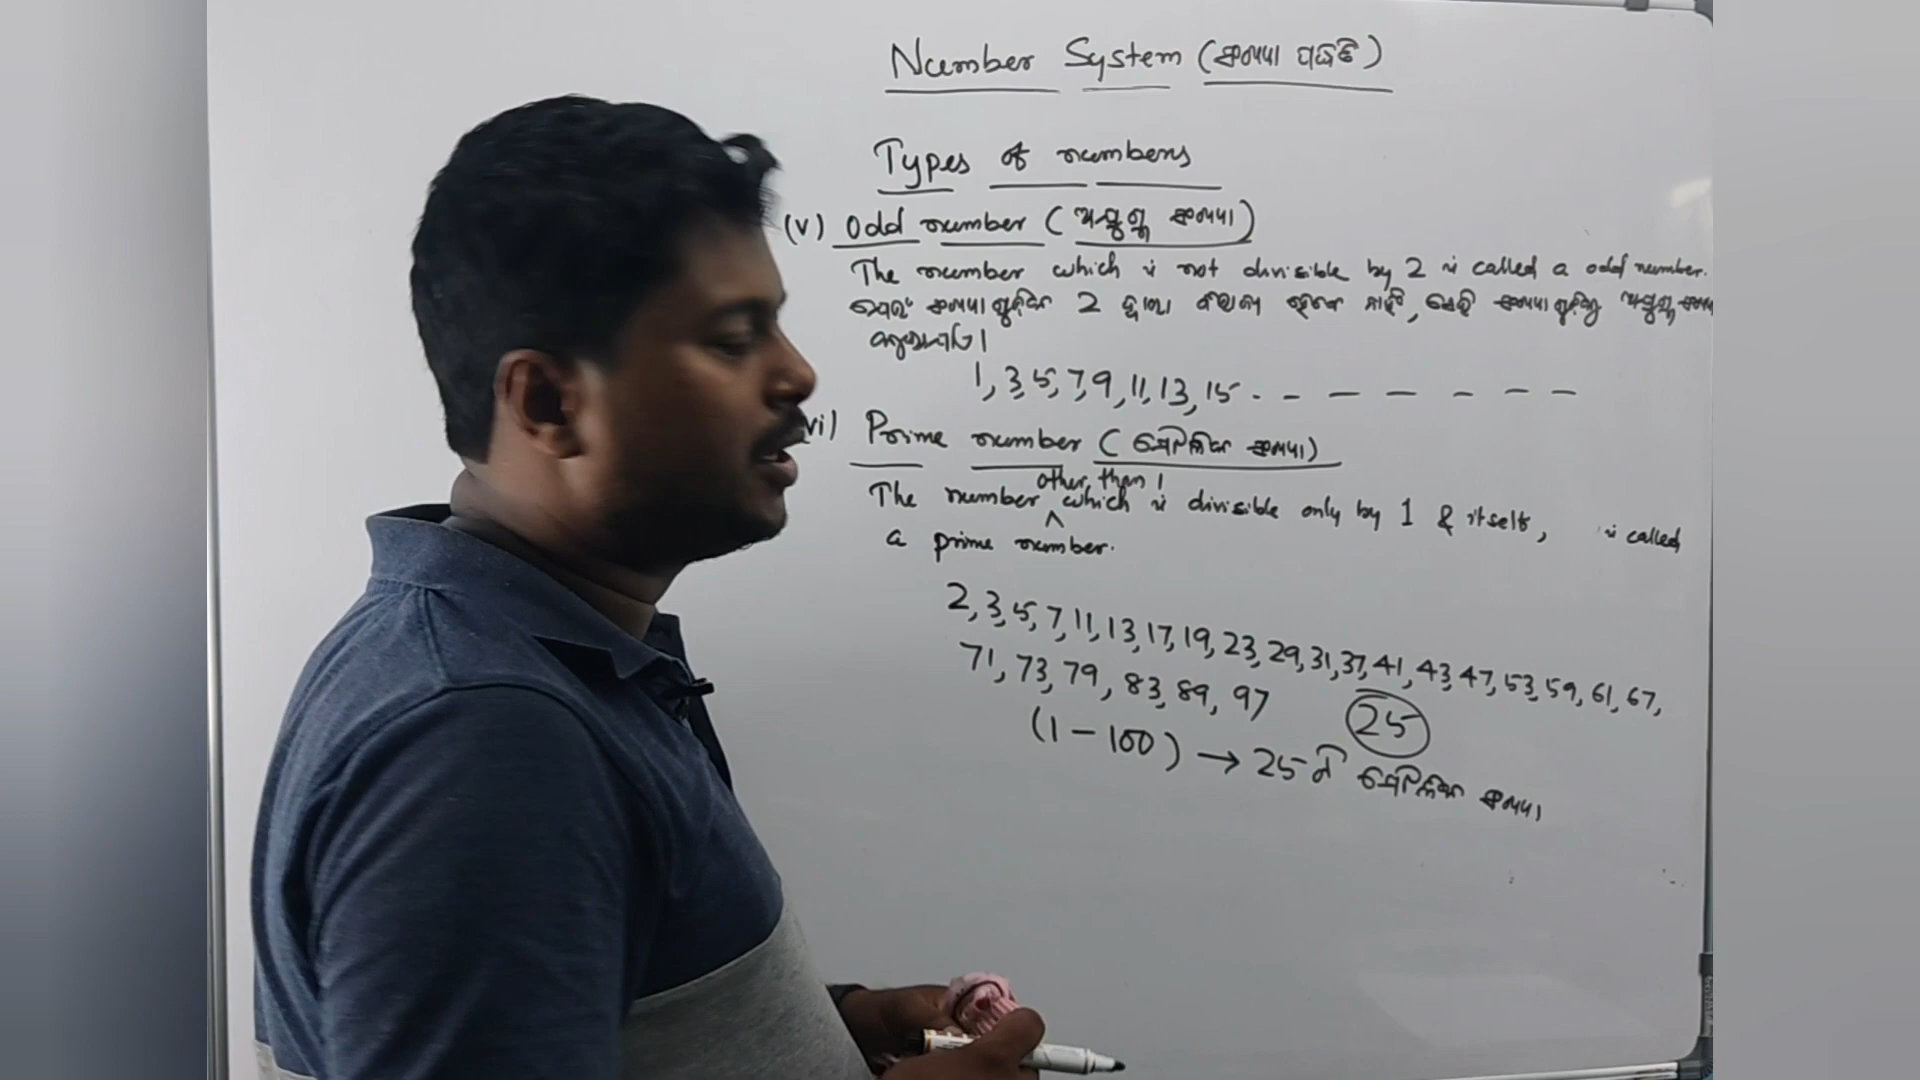 Number System (ସଂଖ୍ୟା ପଦ୍ଧତି)
Types of numbers
(v) Odd number (ଅଯୁଗ୍ମ ସଂଖ୍ୟା)
The number which is not divisible by 2 is called a odd number.
ଯେଉଁ ସଂଖ୍ୟା ଗୁଡ଼ିକ 2 ଦ୍ୱାରା ବିଭାଜ୍ୟ ହୁଅନ୍ତି ନାହିଁ, ସେହି ସଂଖ୍ୟା ଗୁଡ଼ିକୁ ଅଯୁଗ୍ମ
କୁହାଯାଏ।
1, 3, 5, 7, 9, 11, 13, 15 . - - - - - -
vi) Prime number (ମୌଳିକ ସଂଖ୍ୟା)
other than 1
The number ^ which is divisible only by 1 & itself, is called
a prime number.
2, 3, 5, 7, 11, 13, 17, 19, 23, 29, 31, 37, 41, 43, 47, 53, 59, 61, 67,
71, 73, 79, 83, 89, 97
25
(1 - 100) → 25 ଟି ମୌଳିକ ସଂଖ୍ୟା